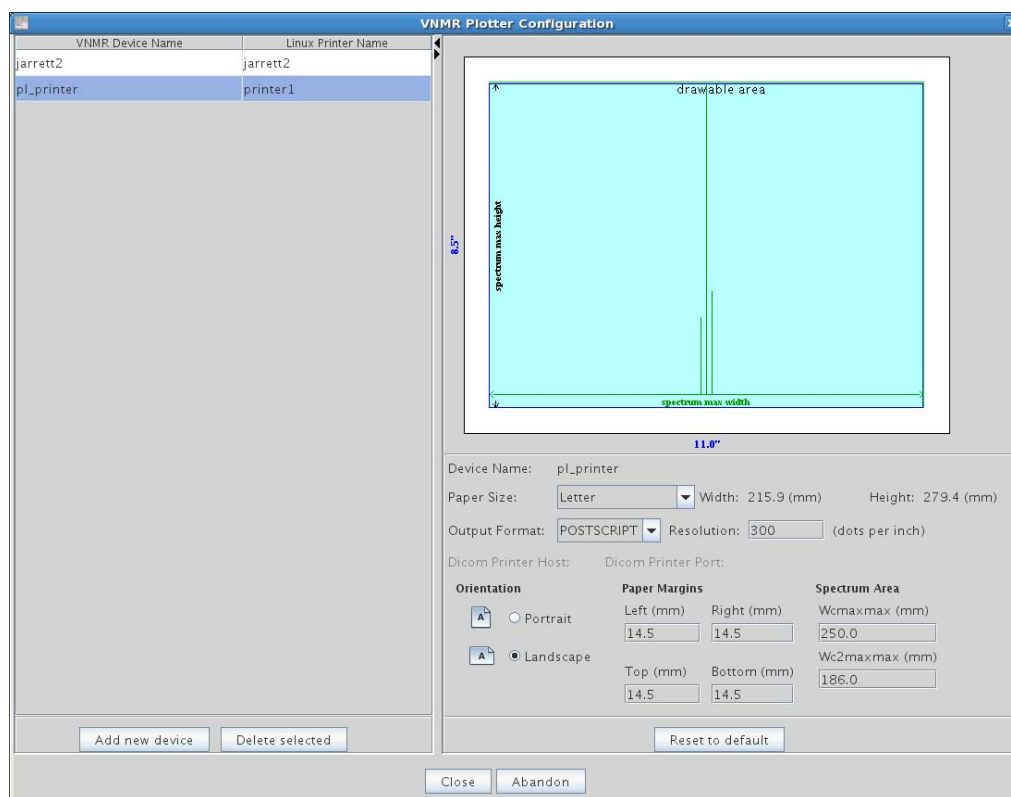 VNMR Plotter Configuration
VNMR Device Name Linux Printer Name
jarrett2 jarrett2
pl_printer printer1
Add new device Delete selected
drawable area
spectrum max height
8.5"
spectrum max width
11.0"
Device Name: pl_printer
Paper Size: Letter Width: 215.9 (mm) Height: 279.4 (mm)
Output Format: POSTSCRIPT Resolution: 300 (dots per inch)
Dicom Printer Host: Dicom Printer Port:
Orientation Paper Margins Spectrum Area
Left (mm) Right (mm) Wcmaxmax (mm)
A Portrait 14.5 14.5 250.0
A Landscape Wc2maxmax (mm)
Top (mm) Bottom (mm) 186.0
14.5 14.5
Reset to default
Close Abandon